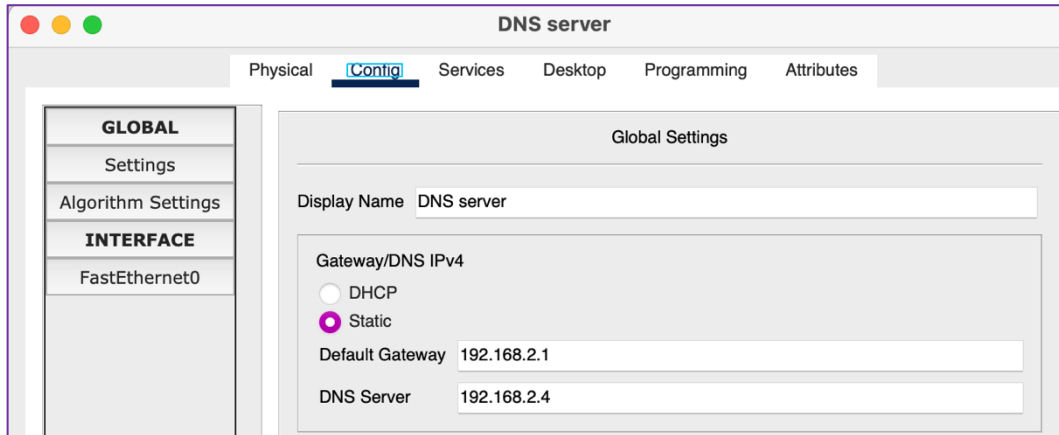 DNS server
Physical Config Services Desktop Programming Attributes
GLOBAL
Settings
Algorithm Settings
INTERFACE
FastEthernet0
Global Settings
Display Name DNS server
Gateway/DNS IPv4
DHCP
Static
Default Gateway 192.168.2.1
DNS Server 192.168.2.4